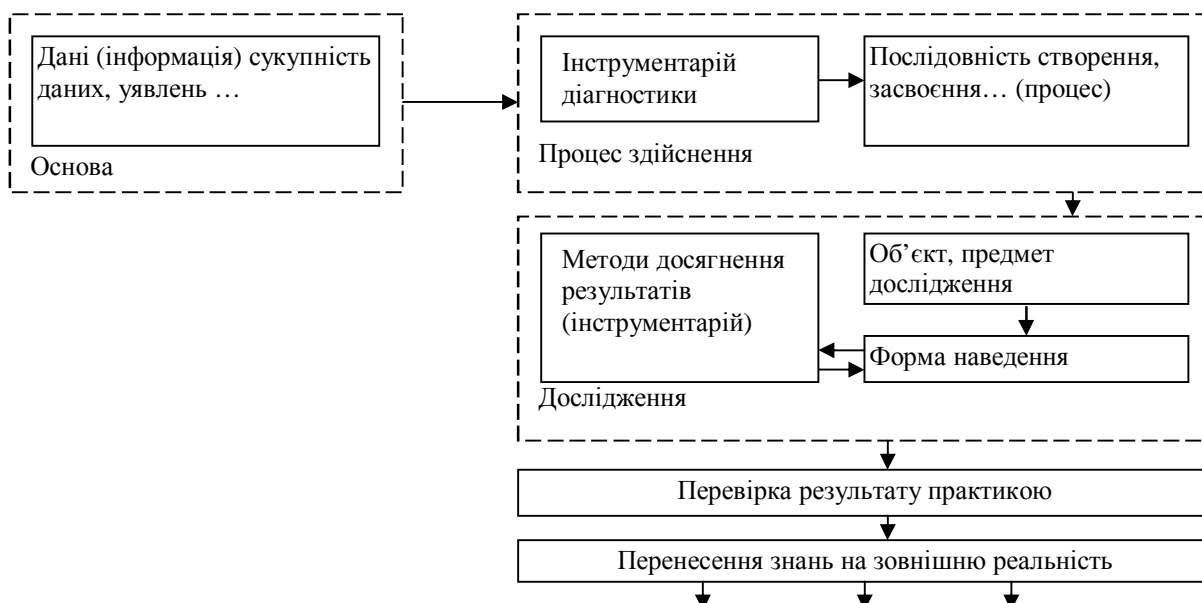 Дані (інформація) сукупність
даних, уявлень …
Основа
Інструментарій
діагностики
Послідовність створення,
засвоєння… (процес)
Процес здійснення
Методи досягнення
результатів
(інструментарій)
Об’єкт, предмет
дослідження
Форма наведення
Дослідження
Перевірка результату практикою
Перенесення знань на зовнішню реальність